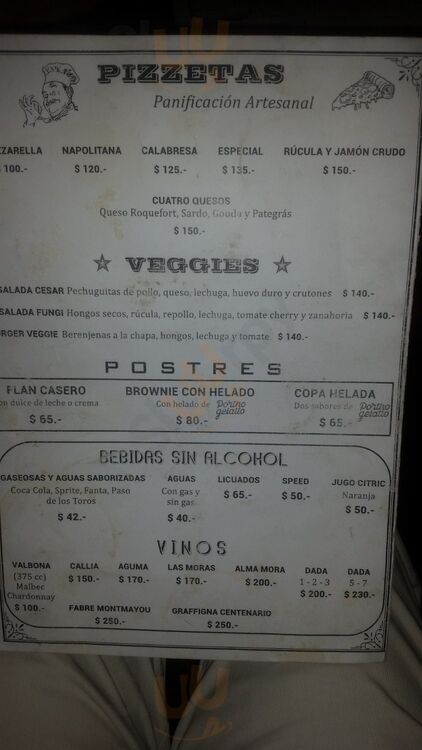 PIZZETAS
Panificación Artesanal
ZZARELLA NAPOLITANA CALABRESA ESPECIAL RÚCULA Y JAMÓN CRUDO
100.- $ 120.- $ 125.- $ 135.- $ 150.-
CUATRO QUESOS
Queso Roquefort, Sardo, Gouda y Pategrás
$ 150.-
VEGGIES
SALADA CESAR Pechuguitas de pollo, queso, lechuga, huevo duro y crutones $ 140.-
SALADA FUNGI Hongos secos, rúcula, repollo, lechuga, tomate cherry y zanahoria $ 140.-
RGER VEGGIE Berenjenas a la chapa, hongos, lechuga y tomate $ 140.-
POSTRES
FLAN CASERO BROWNIE CON HELADO COPA HELADA
on dulce de leche o crema Con helado de Portho gelatto Dos sabores de Portho gelatto
$ 65.- $ 80.- $ 65.-
BEBIDAS SIN ALCOHOL
GASEOSAS Y AGUAS SABORIZADAS AGUAS LICUADOS SPEED JUGO CITRIC
Coca Cola, Sprite, Fanta, Paso Con gas y $ 65.- $ 50.- Naranja
de los Toros sin gas $ 50.-
$ 42.- $ 40.-
VINOS
VALBONA CALLIA AGUMA LAS MORAS ALMA MORA DADA DADA
(375 cc) $ 150.- $ 170.- $ 170.- $ 200.- 1 - 2 - 3 5 - 7
Malbec $ 200.- $ 230.-
Chardonnay
$ 100.- FABRE MONTMAYOU GRAFFIGNA CENTENARIO
$ 250.- $ 250.-